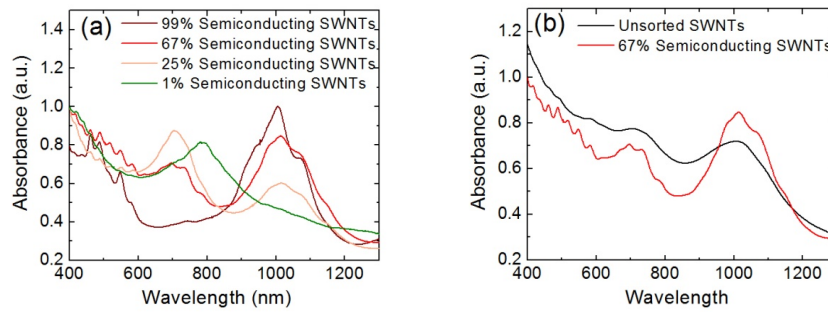 (a)
99% Semiconducting SWNTs
67% Semiconducting SWNTs
25% Semiconducting SWNTs
1% Semiconducting SWNTs
Absorbance (a.u.)
1.4
1.2
1.0
0.8
0.6
0.4
0.2
400 600 800 1000 1200
Wavelength (nm)
(b)
Unsorted SWNTs
67% Semiconducting SWNTs
Absorbance (a.u.)
1.2
1.0
0.8
0.6
0.4
0.2
400 600 800 1000 1200
Wavelength